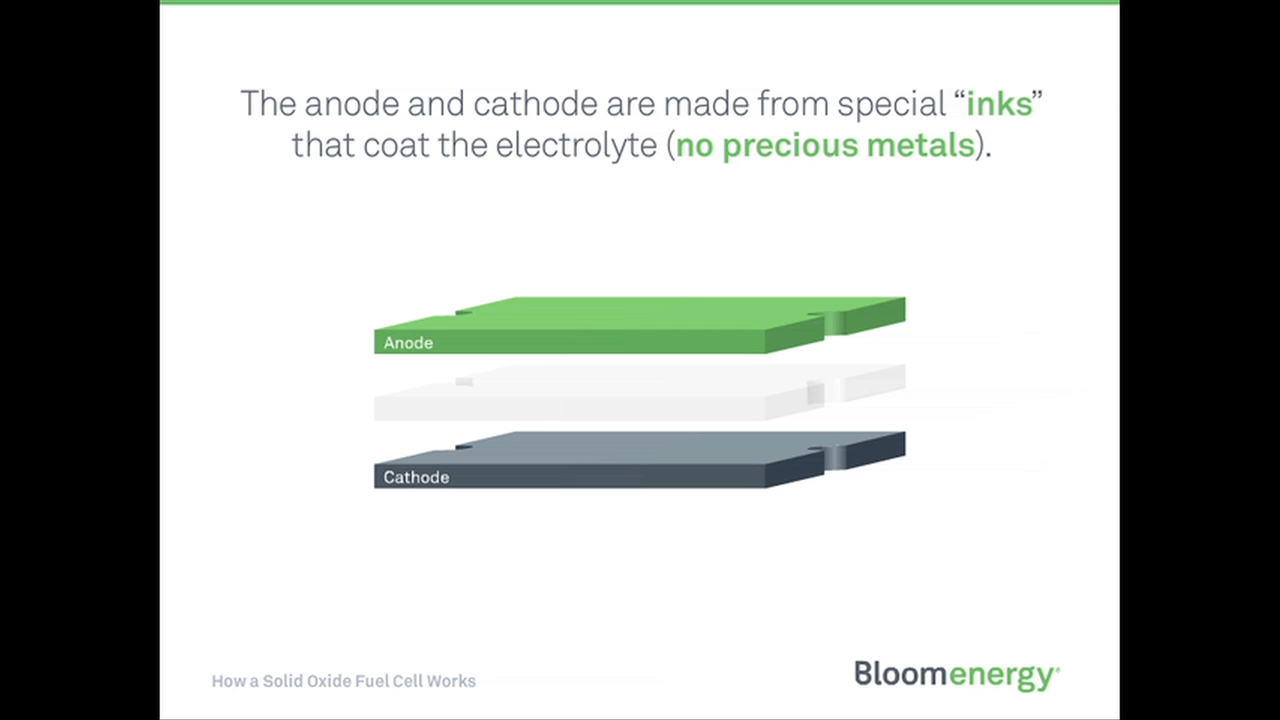 The anode and cathode are made from special “inks”
that coat the electrolyte (no precious metals).
Anode
Cathode
How a Solid Oxide Fuel Cell Works
Bloomenergy®